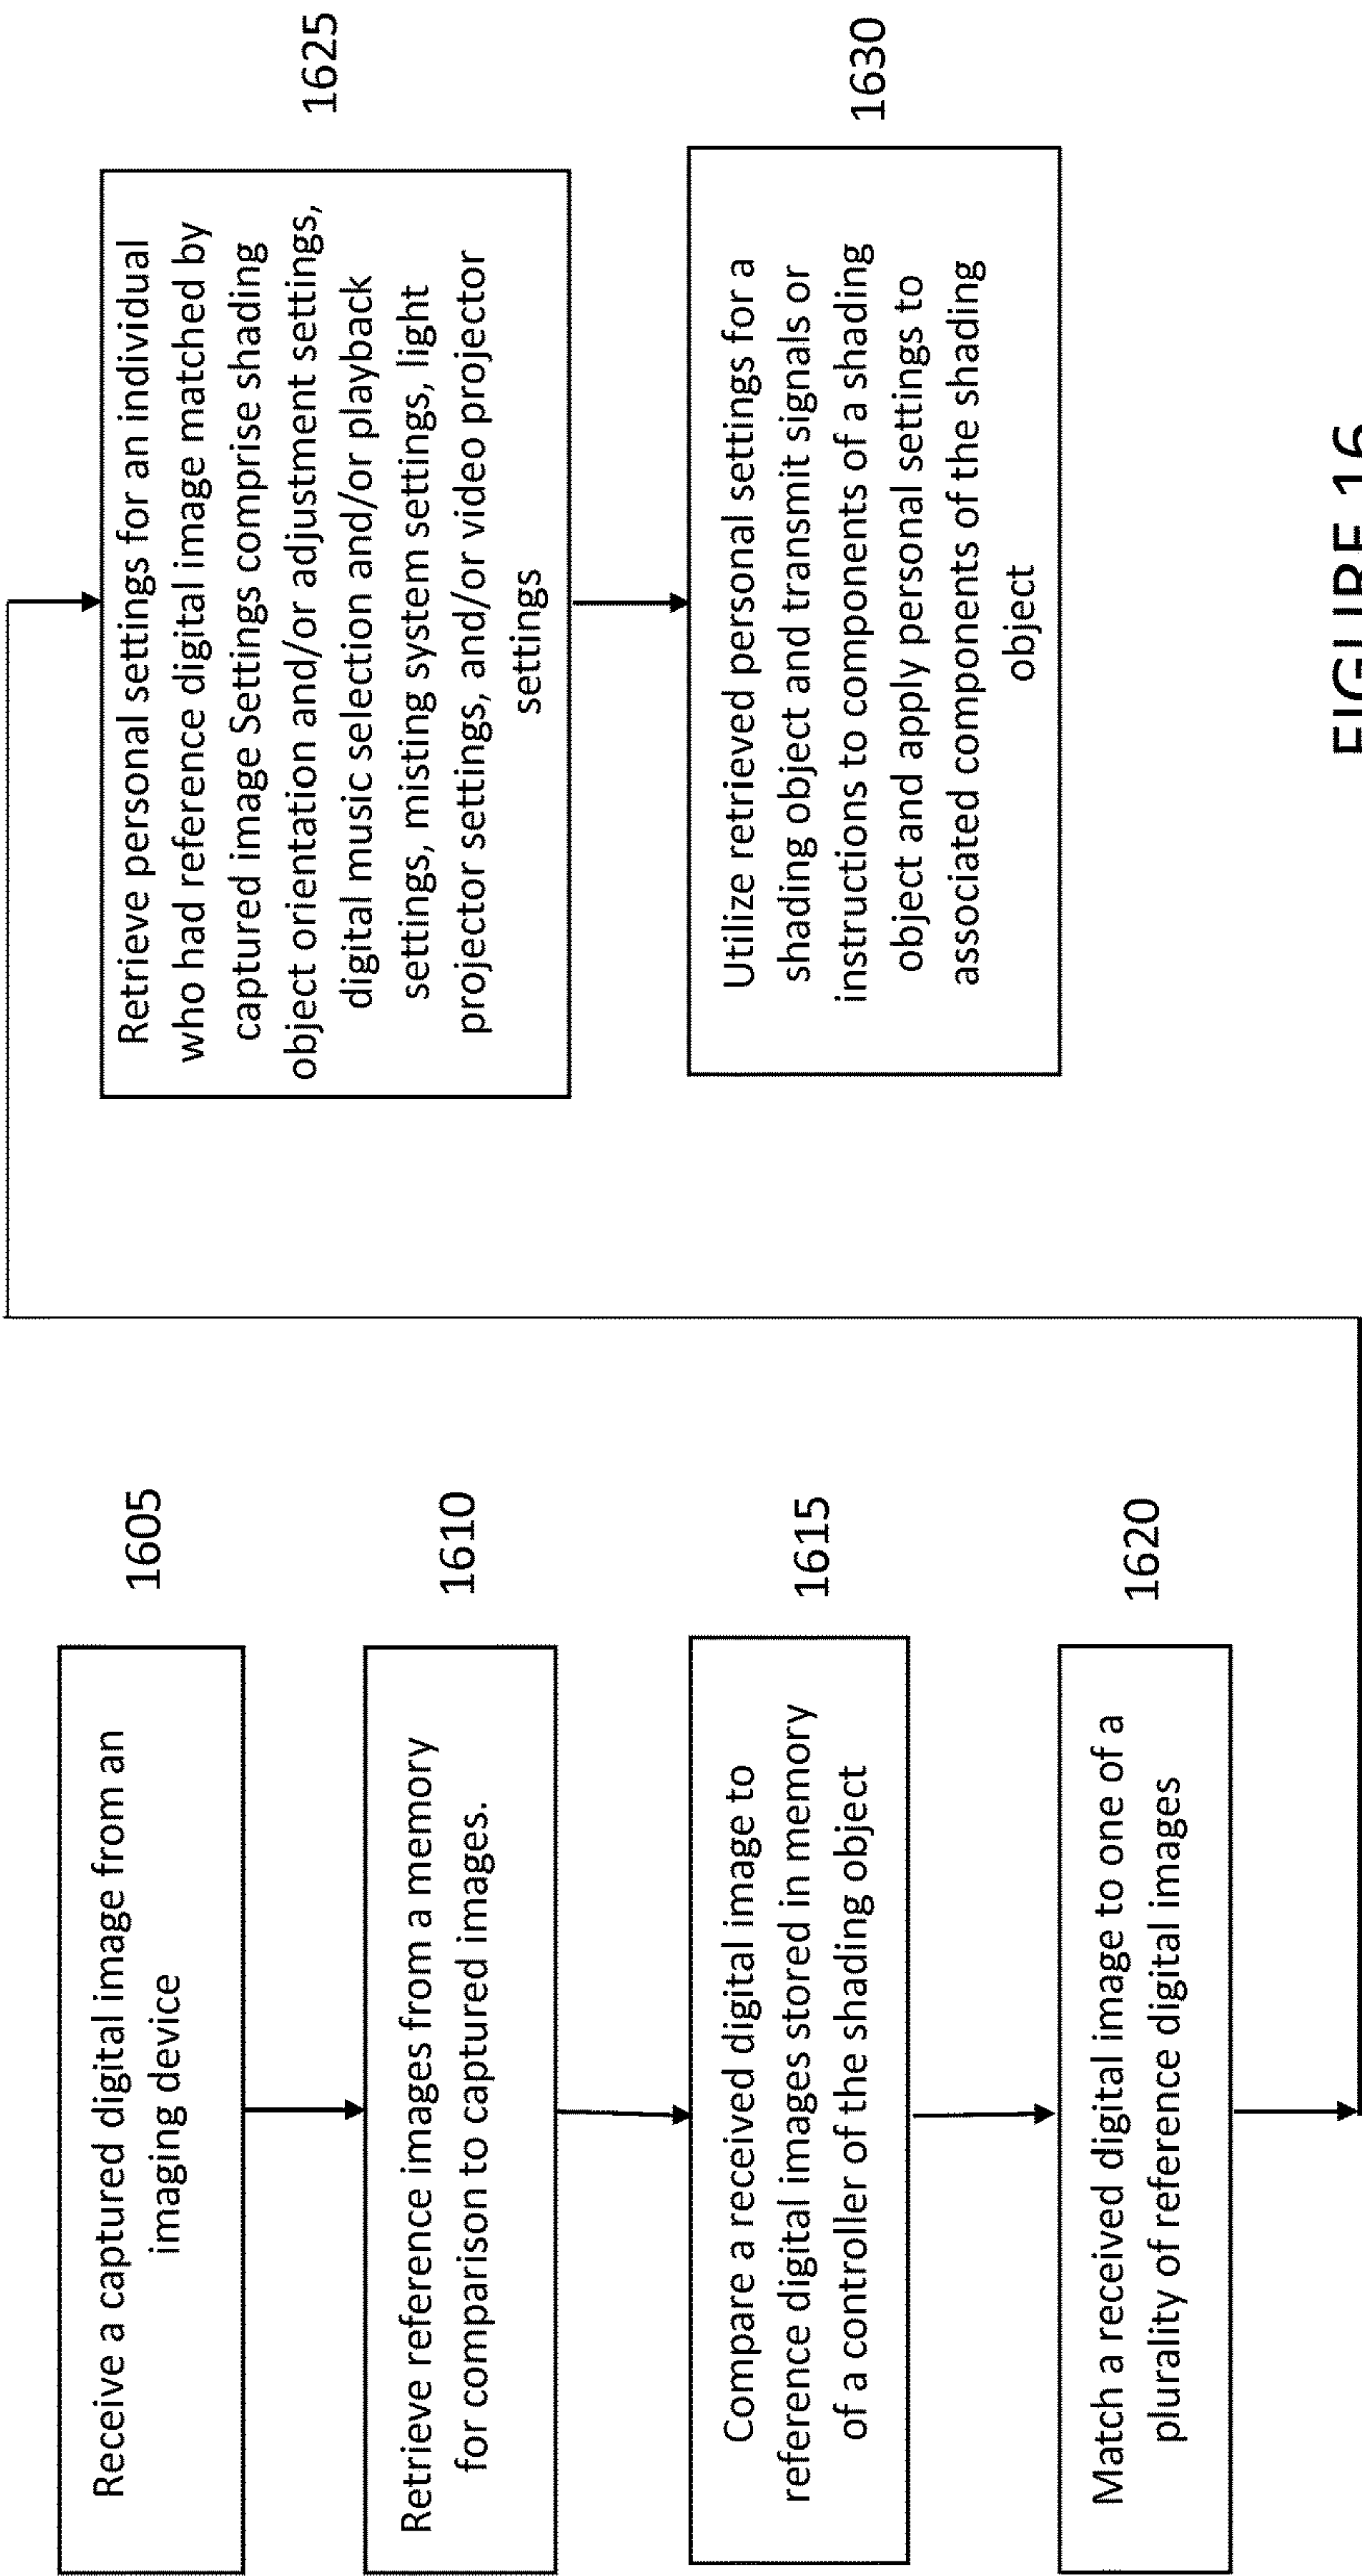 Receive a captured digital image from an
imaging device
1605
Retrieve reference images from a memory
for comparison to captured images.
1610
Compare a received digital image to
reference digital images stored in memory
of a controller of the shading object
1615
Match a received digital image to one of a
plurality of reference digital images
1620
Retrieve personal settings for an individual
who had reference digital image matched by
captured image Settings comprise shading
object orientation and/or adjustment settings,
digital music selection and/or playback
settings, misting system settings, light
projector settings, and/or video projector
settings
1625
Utilize retrieved personal settings for a
shading object and transmit signals or
instructions to components of a shading
object and apply personal settings to
associated components of the shading
object
1630
FIGURE 16